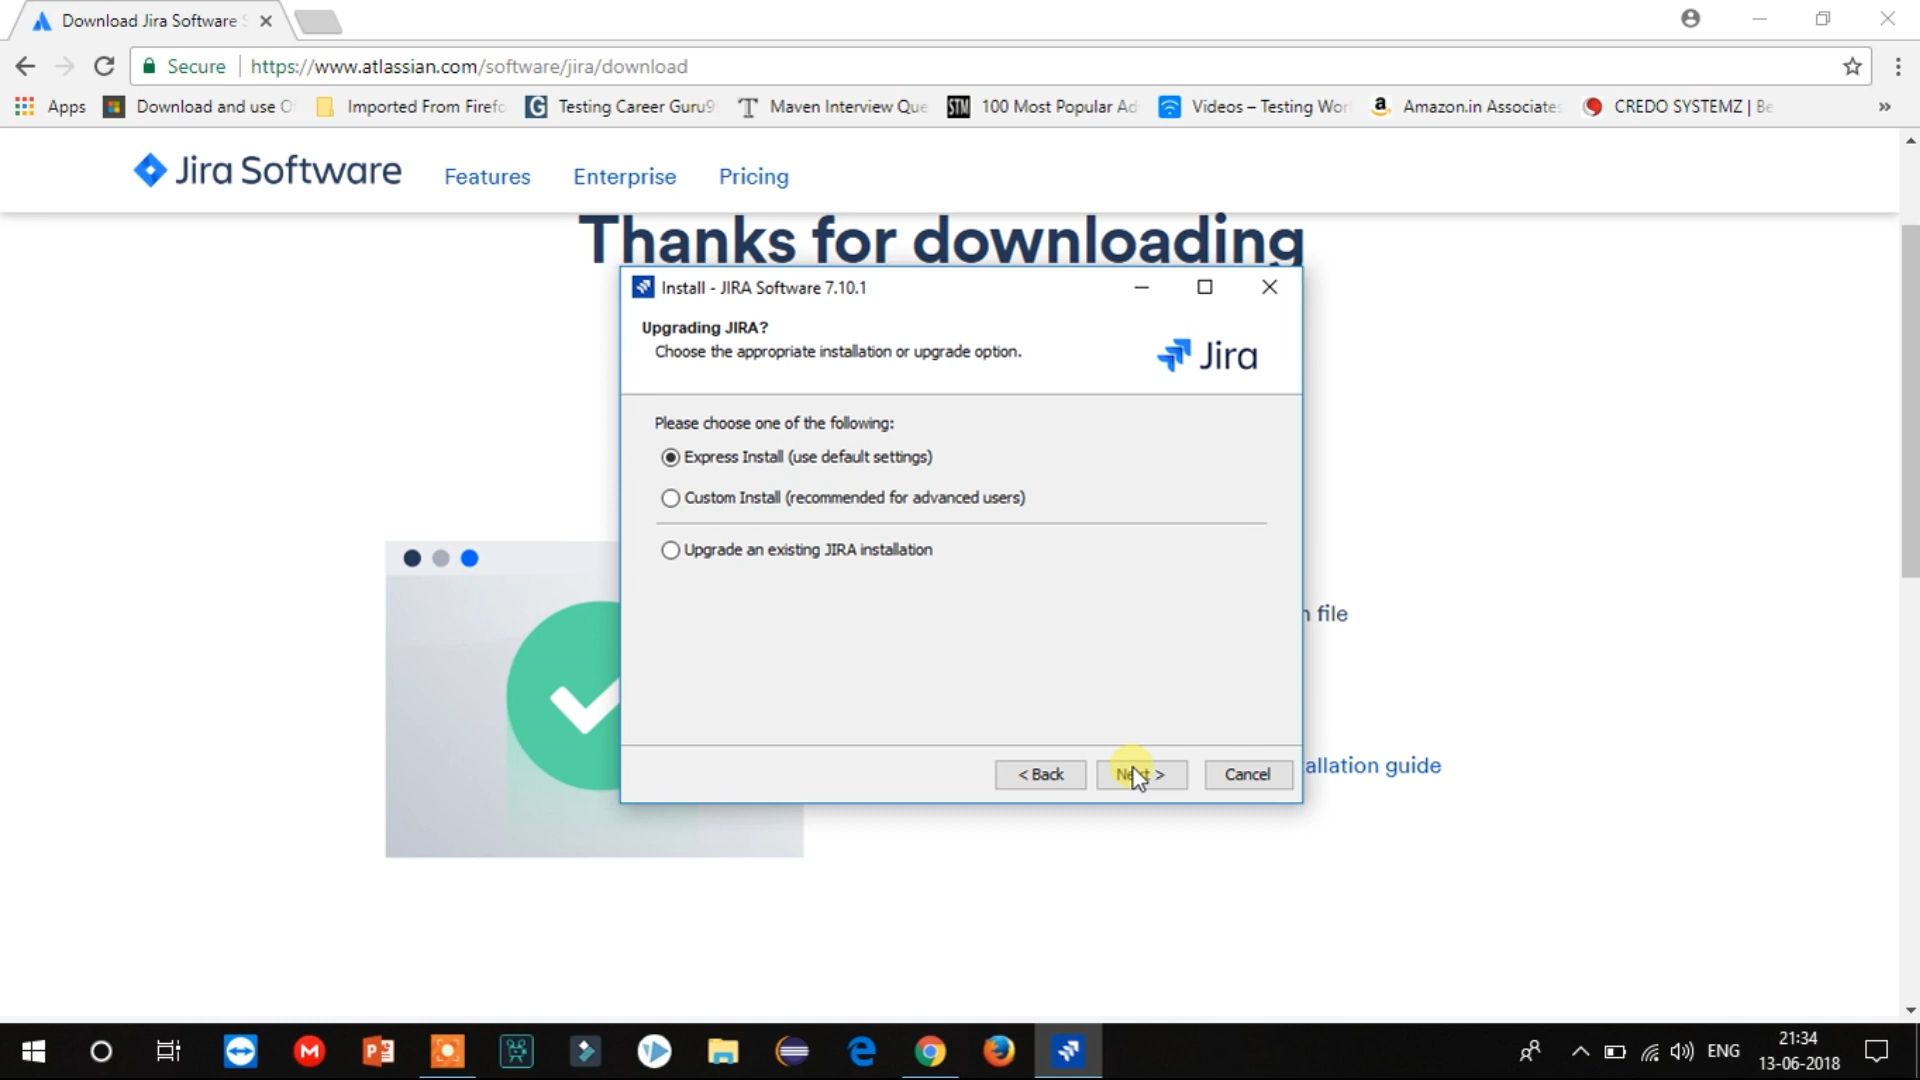 Download Jira Software
Secure
https://www.atlassian.com/software/jira/download
Apps
Download and use O
Imported From Firefo
Testing Career Guru9
Maven Interview Que
STM
100 Most Popular Ad
Videos – Testing Wor
Amazon.in Associates
CREDO SYSTEMZ | Be
»
Jira Software
Features
Enterprise
Pricing
Thanks for downloading
Install - JIRA Software 7.10.1
Upgrading JIRA?
Choose the appropriate installation or upgrade option.
Jira
Please choose one of the following:
Express Install (use default settings)
Custom Install (recommended for advanced users)
Upgrade an existing JIRA installation
n file
allation guide
< Back
Next >
Cancel
ENG
21:34
13-06-2018